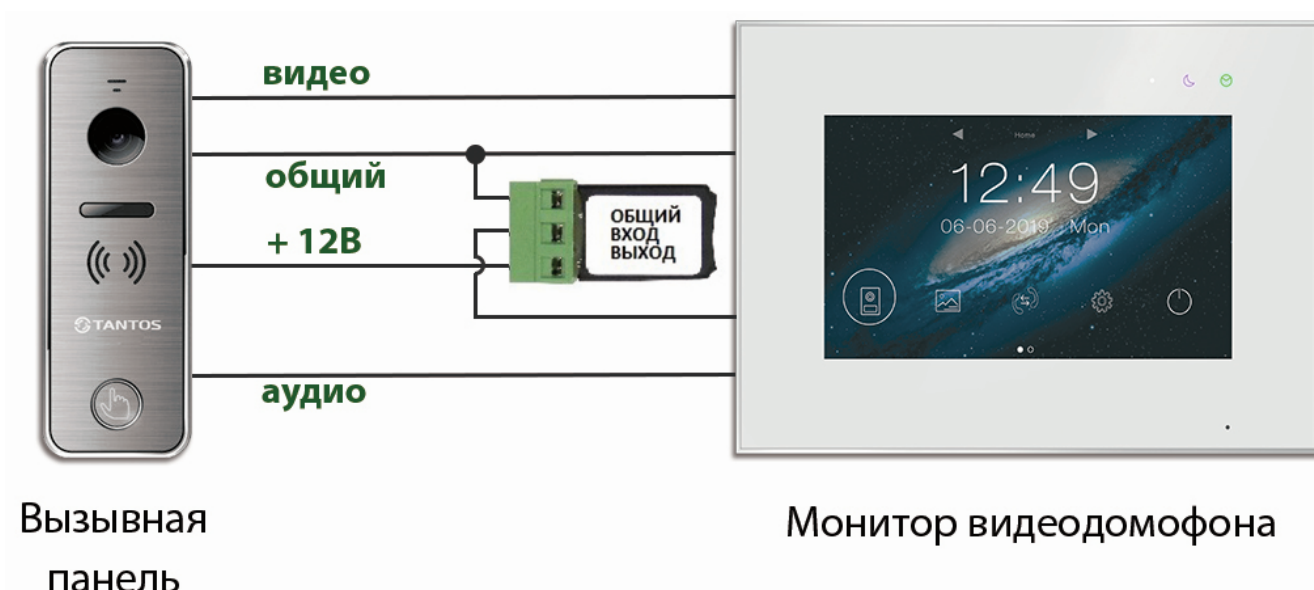 видео
общий
+ 12В
аудио
ОБЩИЙ
ВХОД
ВЫХОД
TANTOS
Home
12:49
06-06-2019 Mon
Вызывная
панель
Монитор видеодомофона